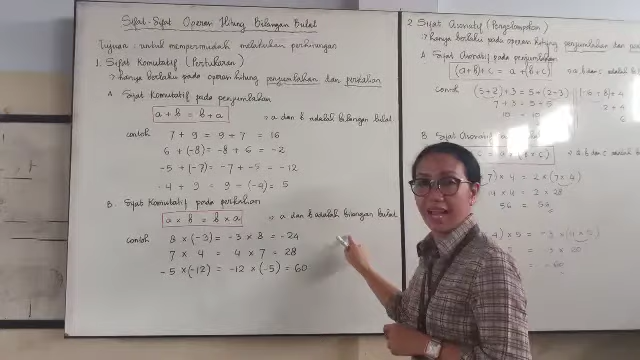 Sifat-Sifat Operasi Hitung Bilangan Bulat
Tujuan : untuk mempermudah melakukan perhitungan
1. Sifat Komutatif (Pertukaran)
hanya berlaku pada operasi hitung penjumlahan dan perkalian
A. Sifat Komutatif pada penjumlahan
a + b = b + a
a dan b adalah bilangan bulat
contoh 7 + 9 = 9 + 7 = 16
6 + (-8) = -8 + 6 = -2
-5 + (-7) = -7 + -5 = -12
-4 + 9 = 9 - (-4) = 5
B. Sifat Komutatif pada perkalian
a x b = b x a
a dan b adalah bilangan bulat
contoh 8 x (-3) = -3 x 8 = -24
7 x 4 = 4 x 7 = 28
-5 x (-12) = -12 x (-5) = 60
2. Sifat Asosiatif (Pengelompokan)
hanya berlaku pada operasi hitung penjumlahan dan
A. Sifat Asosiatif pada penjumlahan
(a + b) + c = a + (b + c)
contoh (5 + 2) + 3 = 5 + (2 + 3)
7 + 3 = 5 + 5
10 = 10
B. Sifat Asosiatif
7) x 4 = 2 x (7 x 4)
14 x 4 = 2 x 28
56 = 56
4) x 5 = -3 x (4 x 5)
5 = -3 x 20
= -60